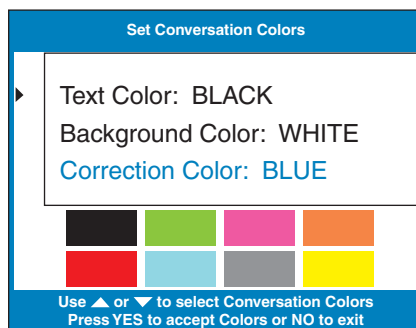 Set Conversation Colors
Text Color: BLACK
Background Color: WHITE
Correction Color: BLUE
Use ▲ or ▼ to select Conversation Colors
Press YES to accept Colors or NO to exit